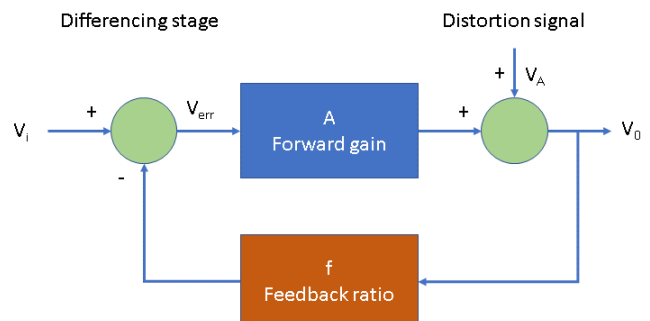 Differencing stage
Distortion signal
+
V_A
+
V_err
A
Forward gain
+
V_i
V_0
-
f
Feedback ratio